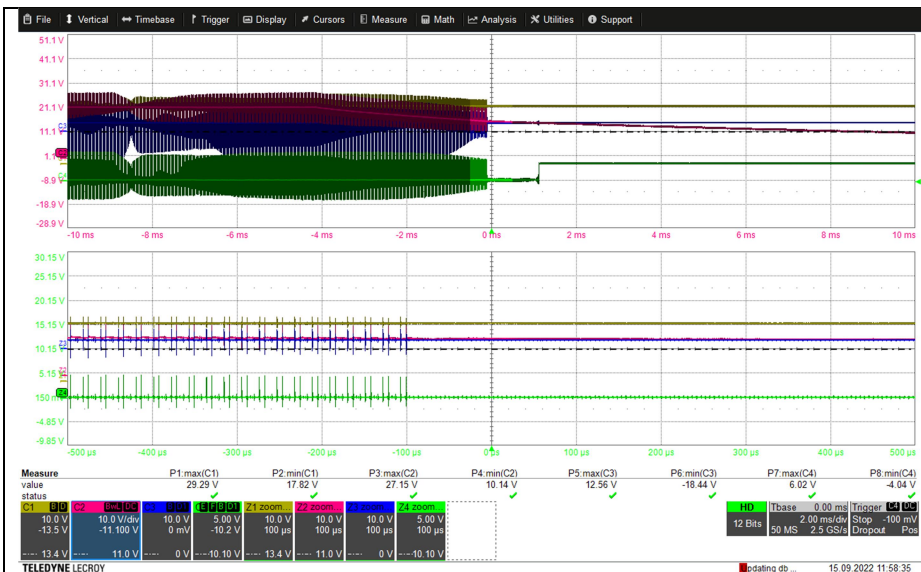 File Vertical Timebase Trigger Display Cursors Measure Math Analysis Utilities Support
51.1 V
41.1 V
31.1 V
21.1 V
11.1 V
1.1 V
-8.9 V
-18.9 V
-28.9 V
-10 ms -8 ms -6 ms -4 ms -2 ms 0 ms 2 ms 4 ms 6 ms 8 ms 10 ms
30.15 V
25.15 V
20.15 V
15.15 V
10.15 V
5.15 V
150 m
-4.85 V
-9.85 V
-500 µs -400 µs -300 µs -200 µs -100 µs 0 µs 100 µs 200 µs 300 µs 400 µs 500 µs
Measure P1:max(C1) P2:min(C1) P3:max(C2) P4:min(C2) P5:max(C3) P6:min(C3) P7:max(C4) P8:min(C4)
value 29.29 V 17.82 V 27.15 V 10.14 V 12.56 V -18.44 V 6.02 V -4.04 V
status
C1 B D C2 BwL DC C3 C4 E F B D1 Z1 zoom... Z2 zoom... Z3 zoom... Z4 zoom... HD Tbase 0.00 ms Trigger C4 DC
10.0 V 10.0 V/div 10.0 V 5.00 V 10.0 V 10.0 V 10.0 V 5.00 V 12 Bits 2.00 ms/div Stop -100 mV
-13.5 V -11.100 V 0 mV -10.2 V 100 µs 100 µs 100 µs 100 µs 50 MS 2.5 GS/s Dropout Pos
13.4 V 11.0 V 0 V -10.10 V 13.4 V 11.0 V 0 V -10.10 V
TELEDYNE LECROY Updating db ... 15.09.2022 11:58:35